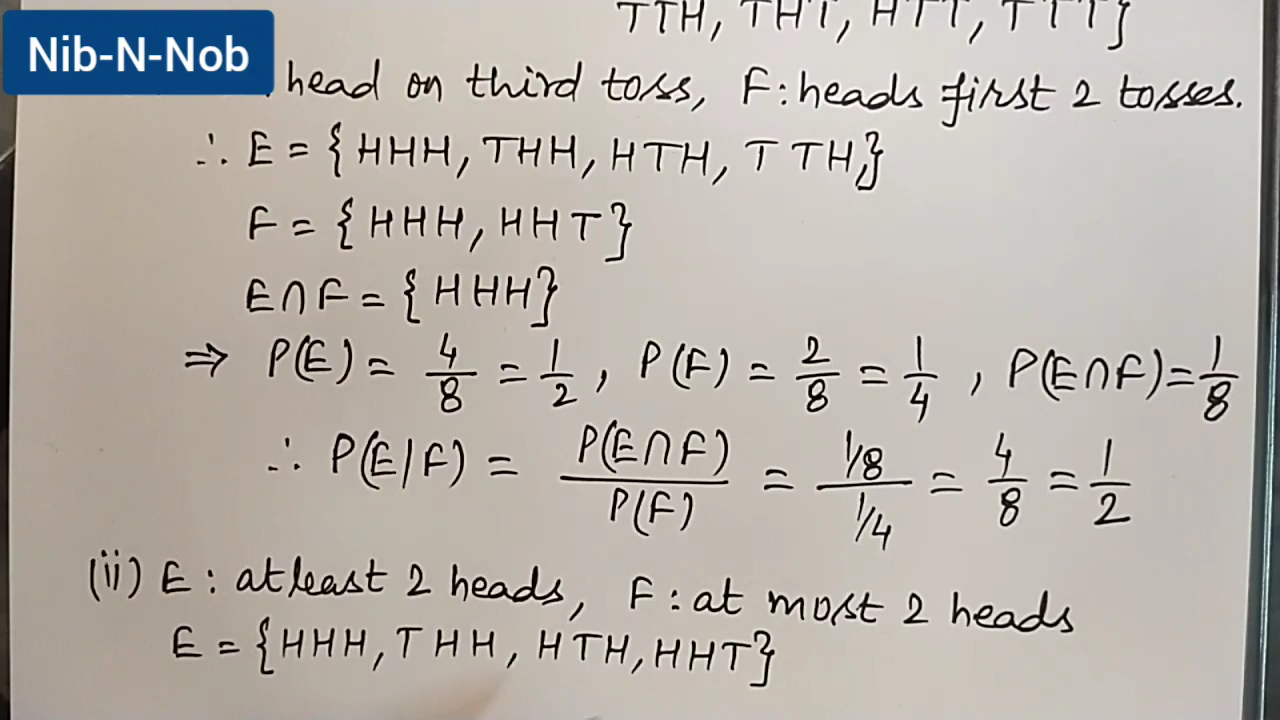 TTH, THT, HTT, TTT}
Nib-N-Nob
head on third toss, F: heads first 2 tosses.
∴ E = {HHH, THH, HTH, TTH,}
F = {HHH, HHT}
E∩F = {HHH}
⇒ P(E) = 4/8 = 1/2, P(F) = 2/8 = 1/4, P(E∩F) = 1/8
∴ P(E/F) = P(E∩F)/P(F) = 1/8 / 1/4 = 4/8 = 1/2
(ii) E: atleast 2 heads, F: at most 2 heads
E = {HHH, THH, HTH, HHT}